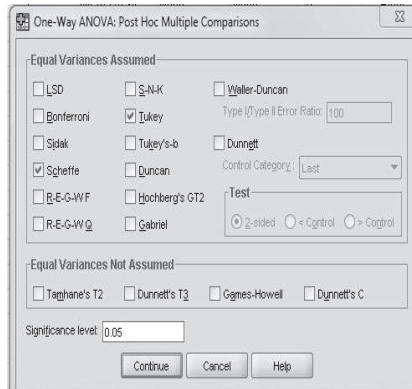 One-Way ANOVA: Post Hoc Multiple Comparisons
Equal Variances Assumed
LSD S-N-K Waller-Duncan
Bonferroni Tukey Type I/Type II Error Ratio: 100
Sidak Tukey's-b Dunnett
Scheffe Duncan Control Category: Last
R-E-G-W F Hochberg's GT2 Test
R-E-G-W Q Gabriel 2-sided < Control > Control
Equal Variances Not Assumed
Tamhane's T2 Dunnett's T3 Games-Howell Dunnett's C
Significance level: 0.05
Continue Cancel Help